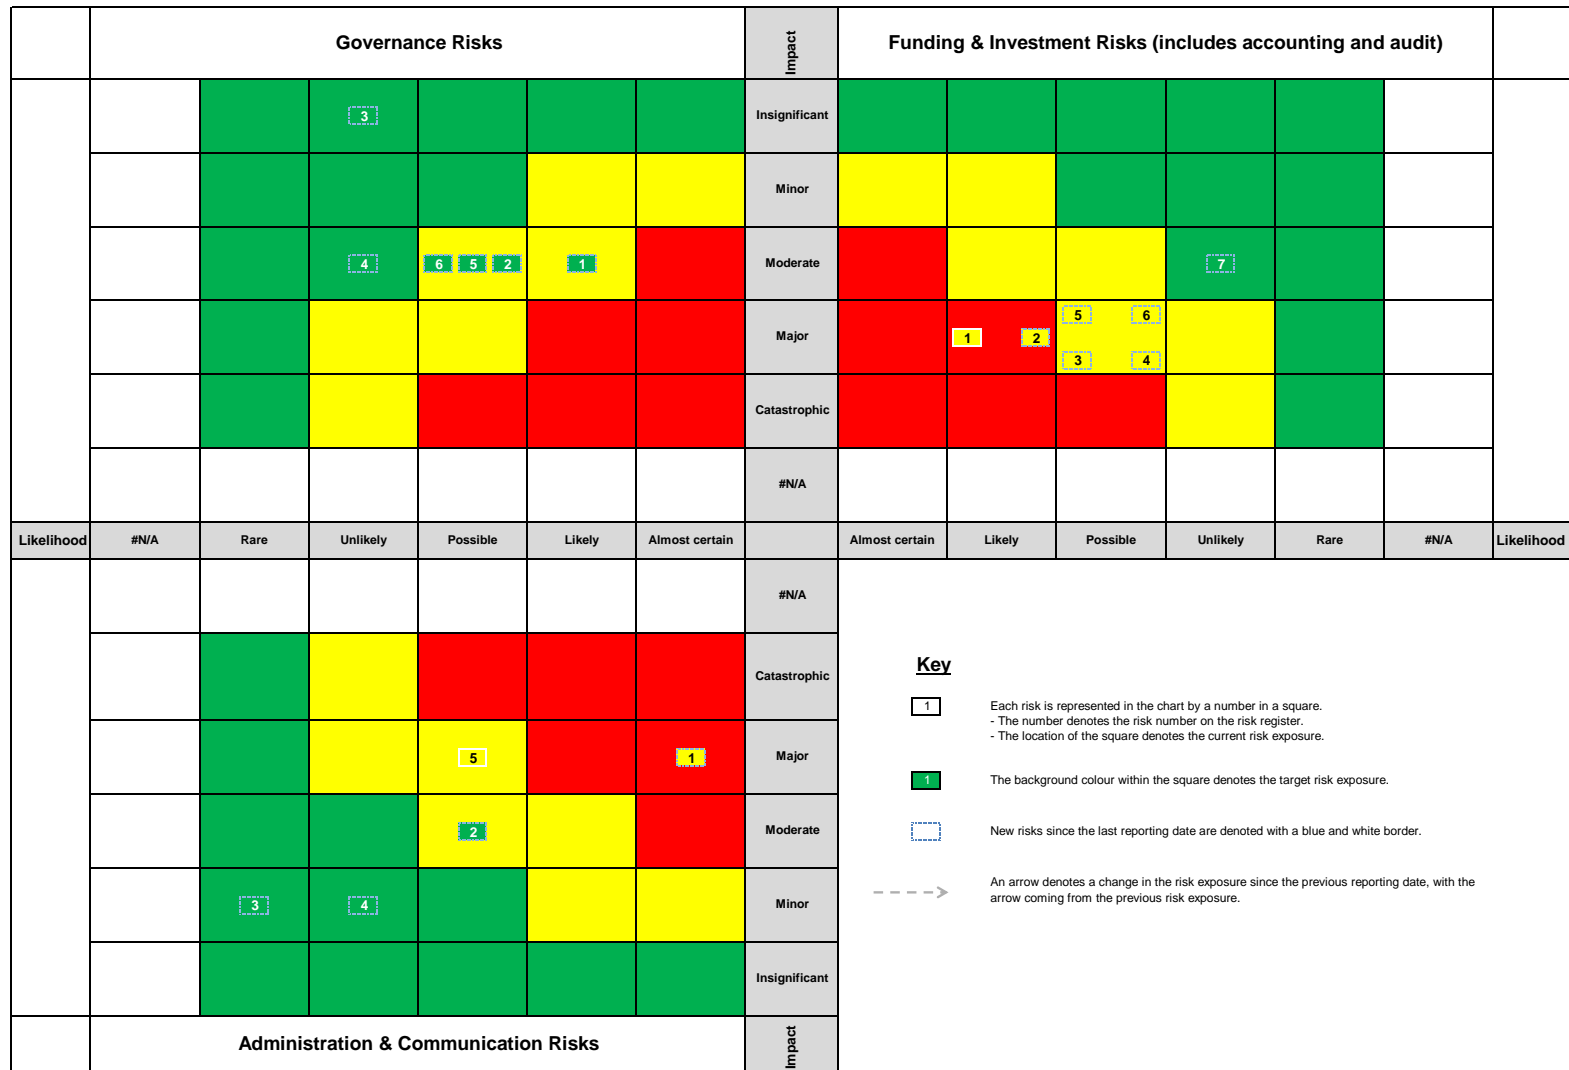 Governance Risks
Impact
Funding & Investment Risks (includes accounting and audit)
3
Insignificant
Minor
4
6 5 2
1
Moderate
7
Major
1 2
5 6
3 4
Catastrophic
#N/A
Likelihood #N/A Rare Unlikely Possible Likely Almost certain Almost certain Likely Possible Unlikely Rare #N/A Likelihood
#N/A
Catastrophic
5
1
Major
2
Moderate
3
4
Minor
Insignificant
Administration & Communication Risks
Impact
Key
1
Each risk is represented in the chart by a number in a square.
- The number denotes the risk number on the risk register.
- The location of the square denotes the current risk exposure.
1
The background colour within the square denotes the target risk exposure.
New risks since the last reporting date are denoted with a blue and white border.
An arrow denotes a change in the risk exposure since the previous reporting date, with the
arrow coming from the previous risk exposure.